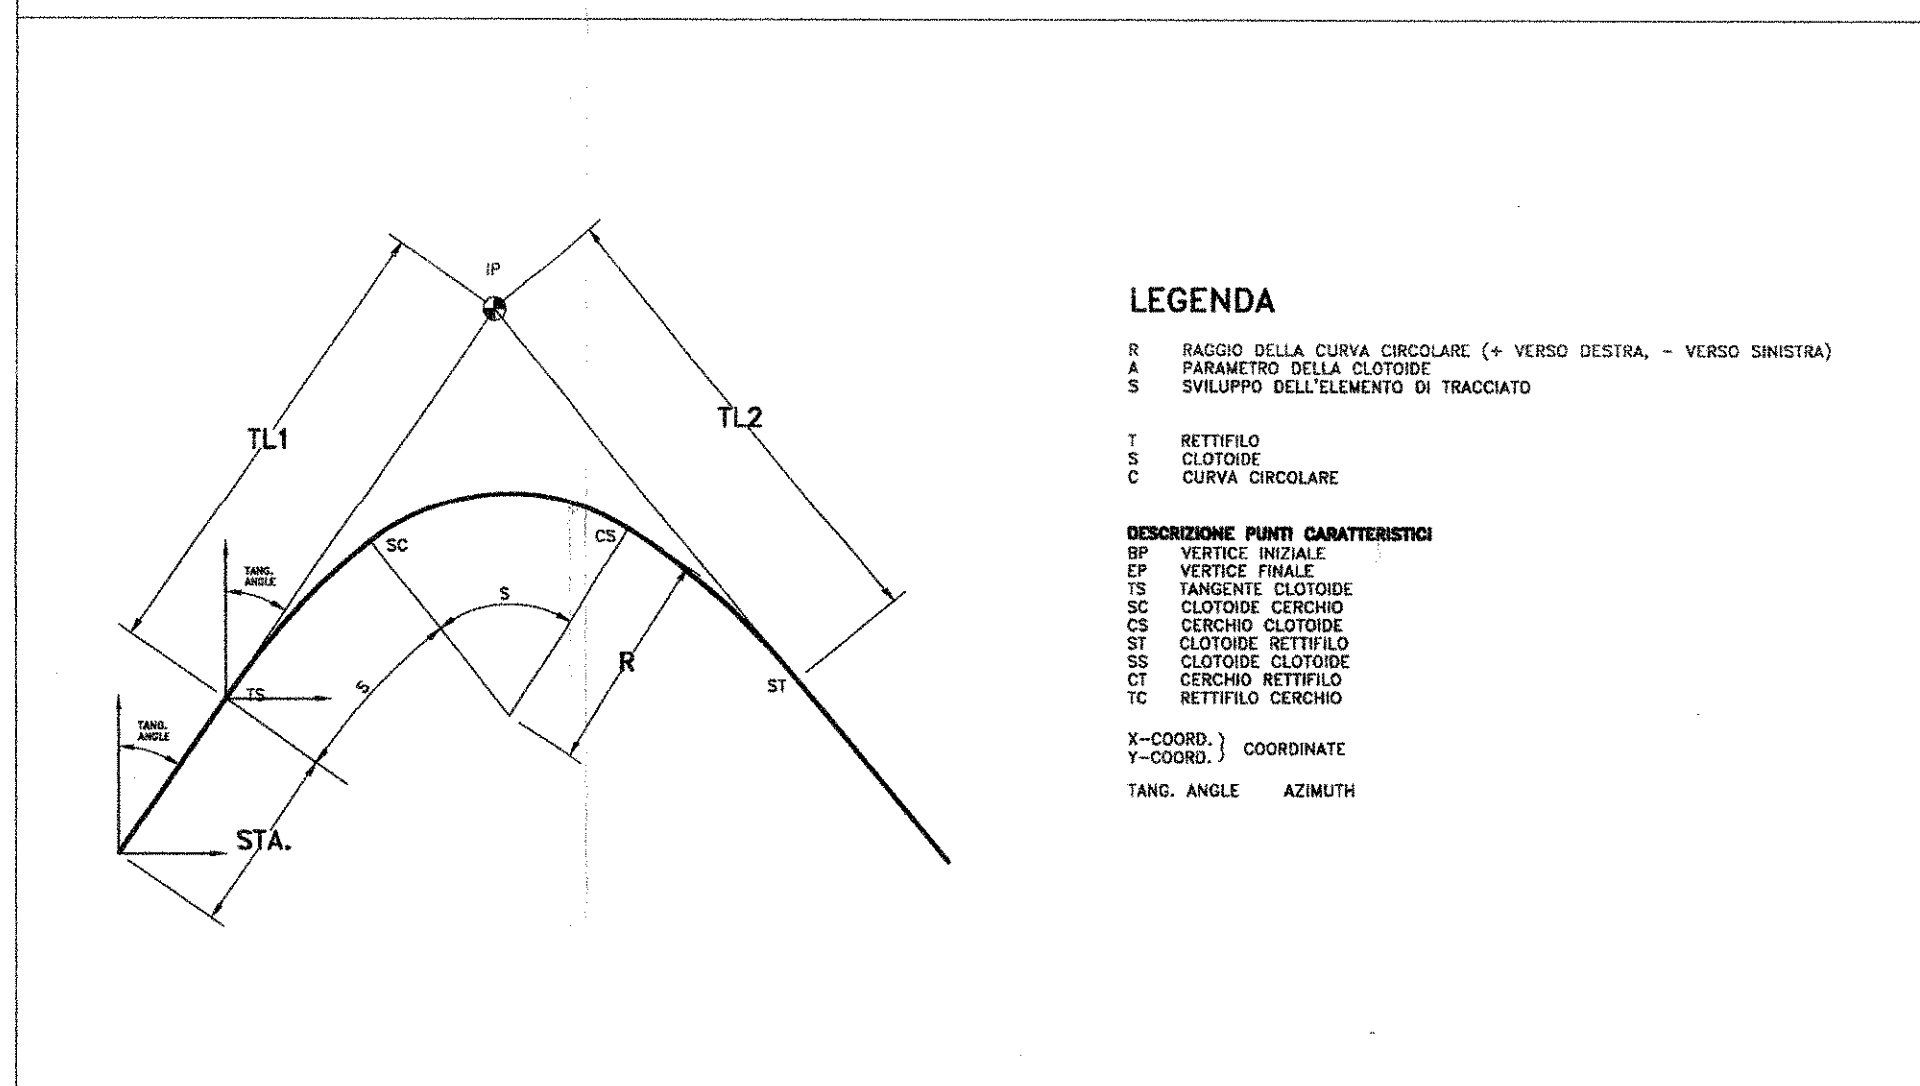 IP
TL1
TL2
SC
CS
TANG.
ANGLE
S
R
TS
S
ST
TANG.
ANGLE
STA.
LEGENDA
R RAGGIO DELLA CURVA CIRCOLARE (+ VERSO DESTRA, - VERSO SINISTRA)
A PARAMETRO DELLA CLOTOIDE
S SVILUPPO DELL'ELEMENTO DI TRACCIATO
T RETTIFILO
S CLOTOIDE
C CURVA CIRCOLARE
DESCRIZIONE PUNTI CARATTERISTICI
BP VERTICE INIZIALE
EP VERTICE FINALE
TS TANGENTE CLOTOIDE
SC CLOTOIDE CERCHIO
CS CERCHIO CLOTOIDE
ST CLOTOIDE RETTIFILO
SS CLOTOIDE CLOTOIDE
CT CERCHIO RETTIFILO
TC RETTIFILO CERCHIO
X-COORD.
Y-COORD. } COORDINATE
TANG. ANGLE AZIMUTH